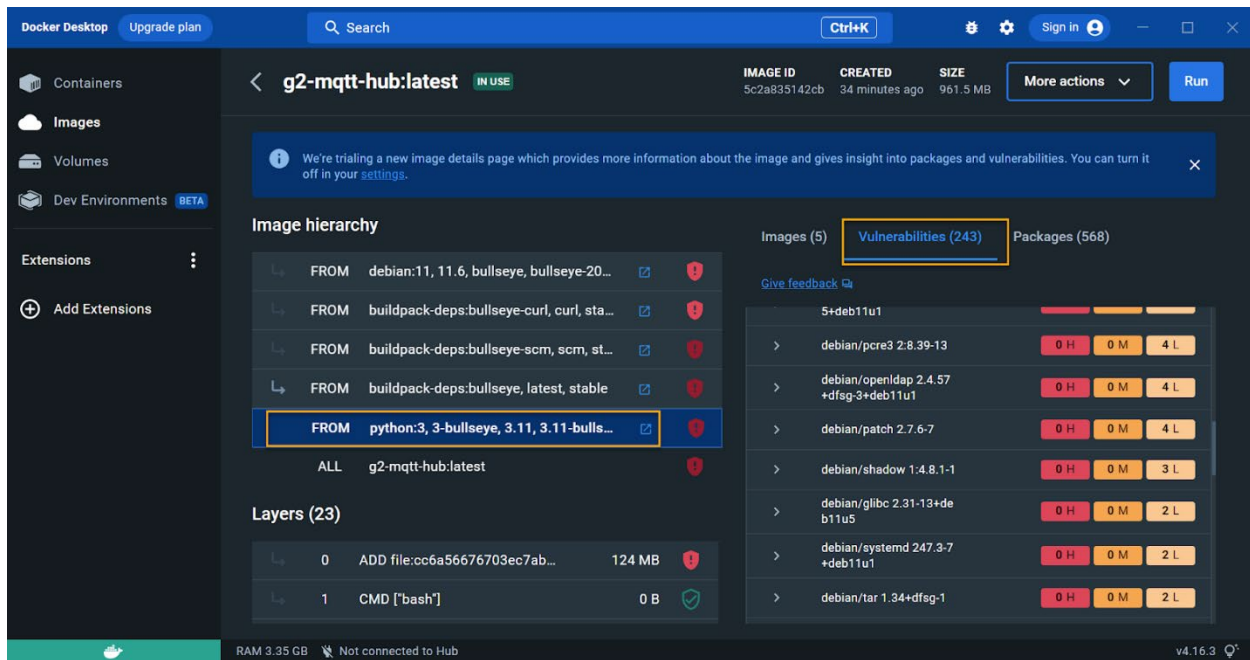 Docker Desktop Upgrade plan
Search
Ctrl+K
Sign in
Containers
Images
Volumes
Dev Environments BETA
Extensions
Add Extensions
g2-mqtt-hub:latest IN USE
IMAGE ID CREATED SIZE
5c2a835142cb 34 minutes ago 961.5 MB
More actions
Run
We're trialing a new image details page which provides more information about the image and gives insight into packages and vulnerabilities. You can turn it
off in your settings.
Image hierarchy
FROM debian:11, 11.6, bullseye, bullseye-20...
FROM buildpack-deps:bullseye-curl, curl, sta...
FROM buildpack-deps:bullseye-scm, scm, st...
FROM buildpack-deps:bullseye, latest, stable
FROM python:3, 3-bullseye, 3.11, 3.11-bulls...
ALL g2-mqtt-hub:latest
Layers (23)
0 ADD file:cc6a56676703ec7ab... 124 MB
1 CMD ["bash"] 0 B
Images (5) Vulnerabilities (243) Packages (568)
Give feedback
5+deb11u1
debian/pcre3 2:8.39-13 0 H 0 M 4 L
debian/openldap 2.4.57
+dfsg-3+deb11u1 0 H 0 M 4 L
debian/patch 2.7.6-7 0 H 0 M 4 L
debian/shadow 1:4.8.1-1 0 H 0 M 3 L
debian/glibc 2.31-13+de
b11u5 0 H 0 M 2 L
debian/systemd 247.3-7
+deb11u1 0 H 0 M 2 L
debian/tar 1.34+dfsg-1 0 H 0 M 2 L
RAM 3.35 GB Not connected to Hub
v4.16.3